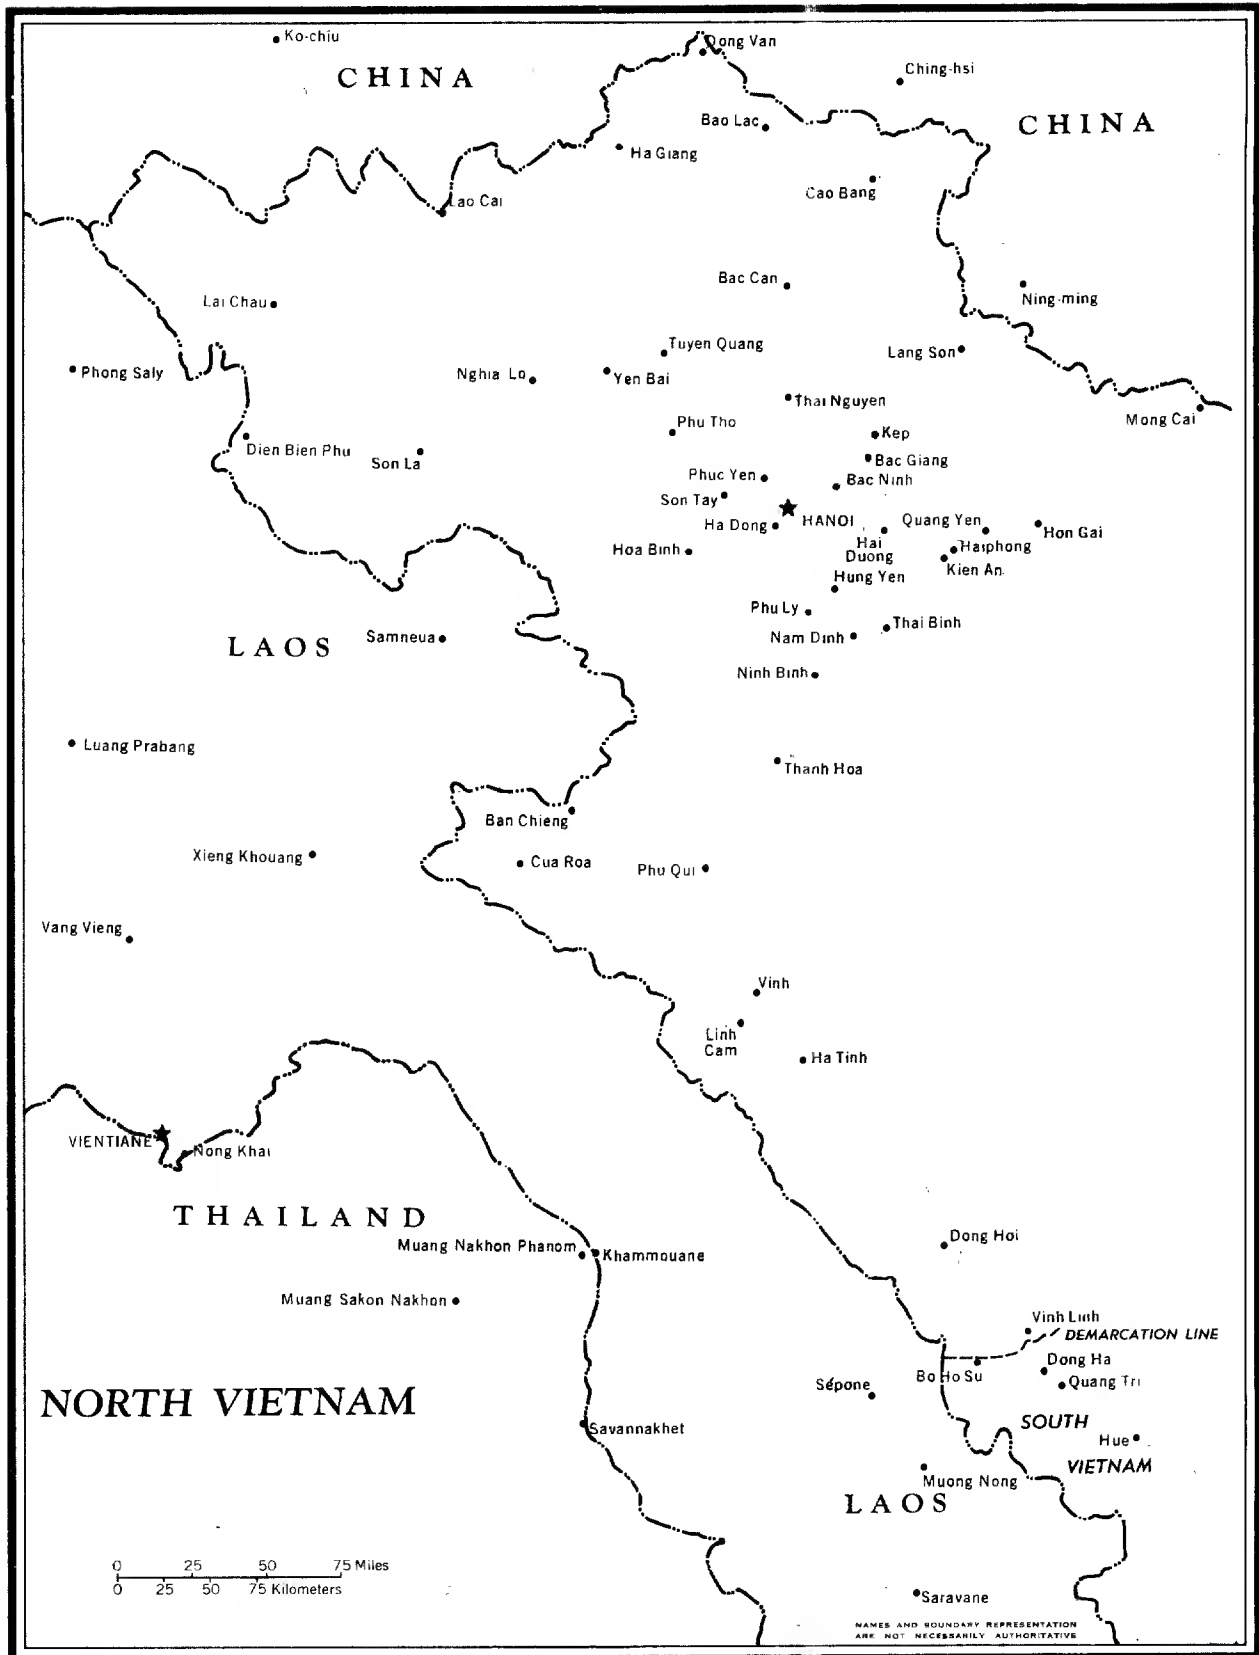 Ko-chiu
Dong Van
CHINA
Ching-hsi
Bao Lac
CHINA
Ha Giang
Cao Bang
Lao Cai
Bac Can
Lai Chau
Ning-ming
Tuyen Quang
Lang Son
Phong Saly
Nghia Lo
Yen Bai
Thai Nguyen
Mong Cai
Phu Tho
Kep
Dien Bien Phu
Son La
Bac Giang
Phuc Yen
Bac Ninh
Son Tay
Ha Dong
HANOI
Quang Yen
Hon Gai
Hai
Duong
Hoa Binh
Haiphong
Kien An
Hung Yen
Phu Ly
Thai Binh
Nam Dinh
LAOS
Samneua
Ninh Binh
Luang Prabang
Thanh Hoa
Ban Chieng
Xieng Khouang
Cua Roa
Phu Qui
Vang Vieng
Vinh
Linh
Cam
Ha Tinh
VIENTIANE
Nong Khai
THAILAND
Dong Hoi
Muang Nakhon Phanom
Khammouane
Muang Sakon Nakhon
Vinh Linh
DEMARCATION LINE
Dong Ha
Bo Ho Su
Quang Tri
Sépone
NORTH VIETNAM
Savannakhet
SOUTH
VIETNAM
Hue
Muong Nong
LAOS
0 25 50 75 Miles
0 25 50 75 Kilometers
Saravane
NAMES AND BOUNDARY REPRESENTATION
ARE NOT NECESSARILY AUTHORITATIVE